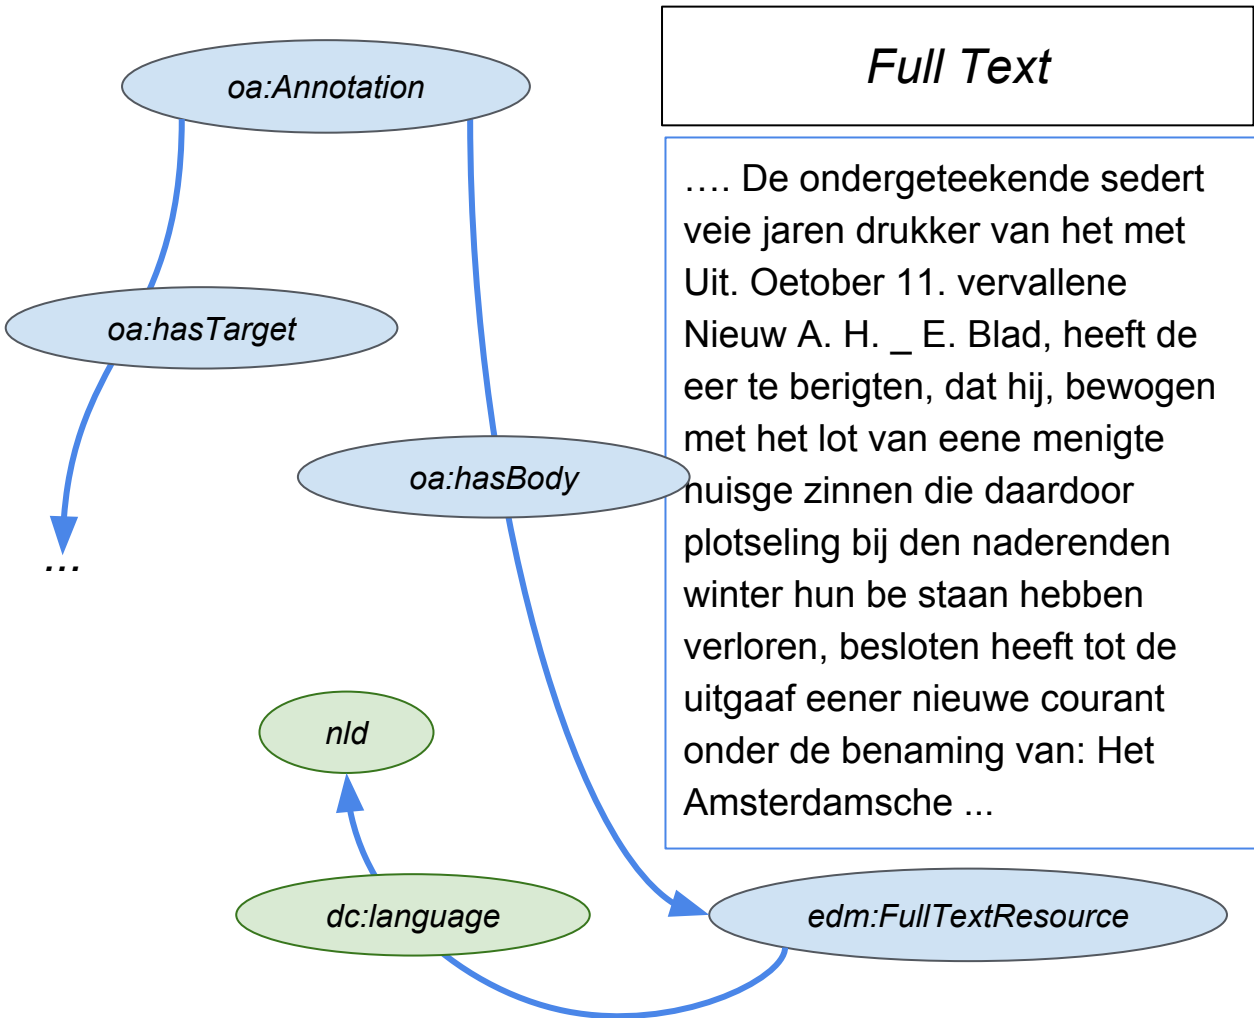 oa:Annotation
Full Text
oa:hasTarget
oa:hasBody
...
…. De ondergeteekende sedert
veie jaren drukker van het met
Uit. Oetober 11. vervallene
Nieuw A. H. _ E. Blad, heeft de
eer te berigten, dat hij, bewogen
met het lot van eene menigte
nuisge zinnen die daardoor
plotseling bij den naderenden
winter hun be staan hebben
verloren, besloten heeft tot de
uitgaaf eener nieuwe courant
onder de benaming van: Het
Amsterdamsche ...
nld
dc:language
edm:FullTextResource